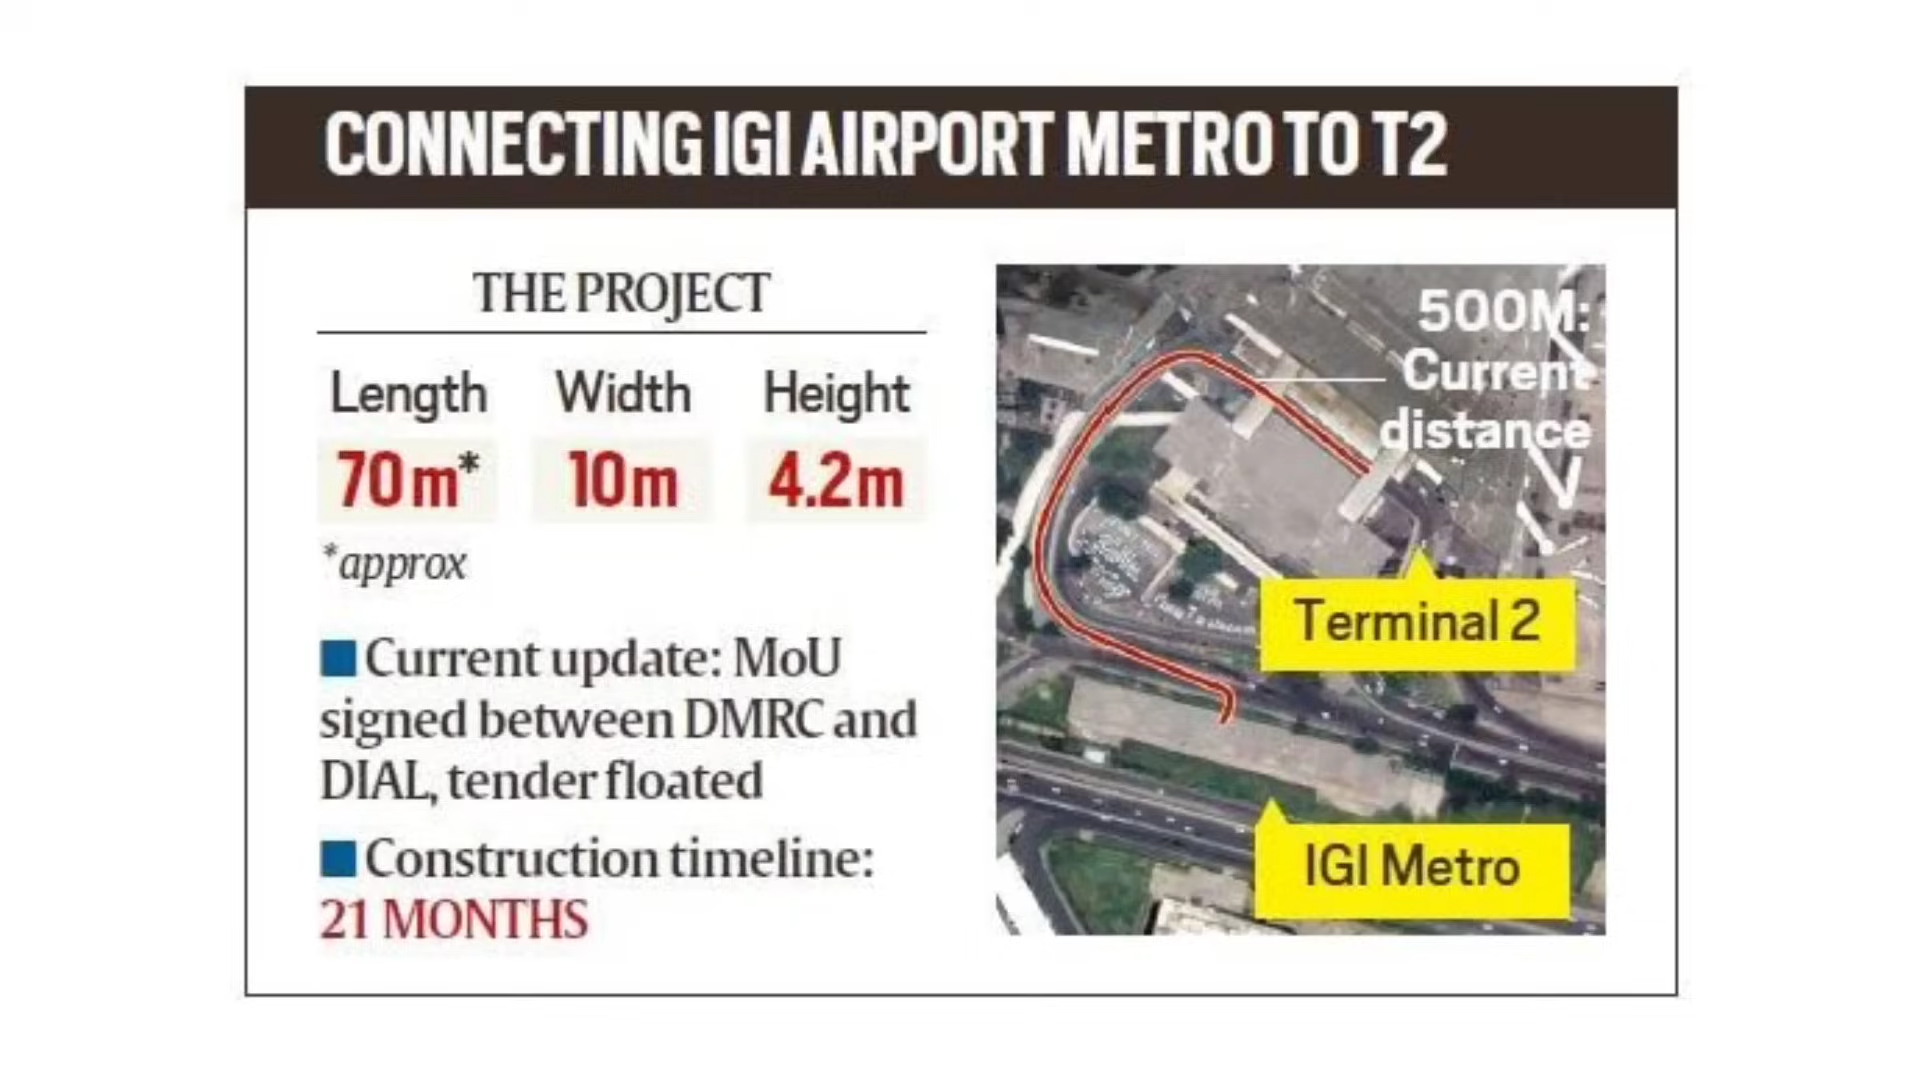 CONNECTING IGI AIRPORT METRO TO T2
THE PROJECT
Length Width Height
70m* 10m 4.2m
*approx
Current update: MoU
signed between DMRC and
DIAL, tender floated
Construction timeline:
21 MONTHS
500M:
Current
distance
Terminal 2
IGI Metro